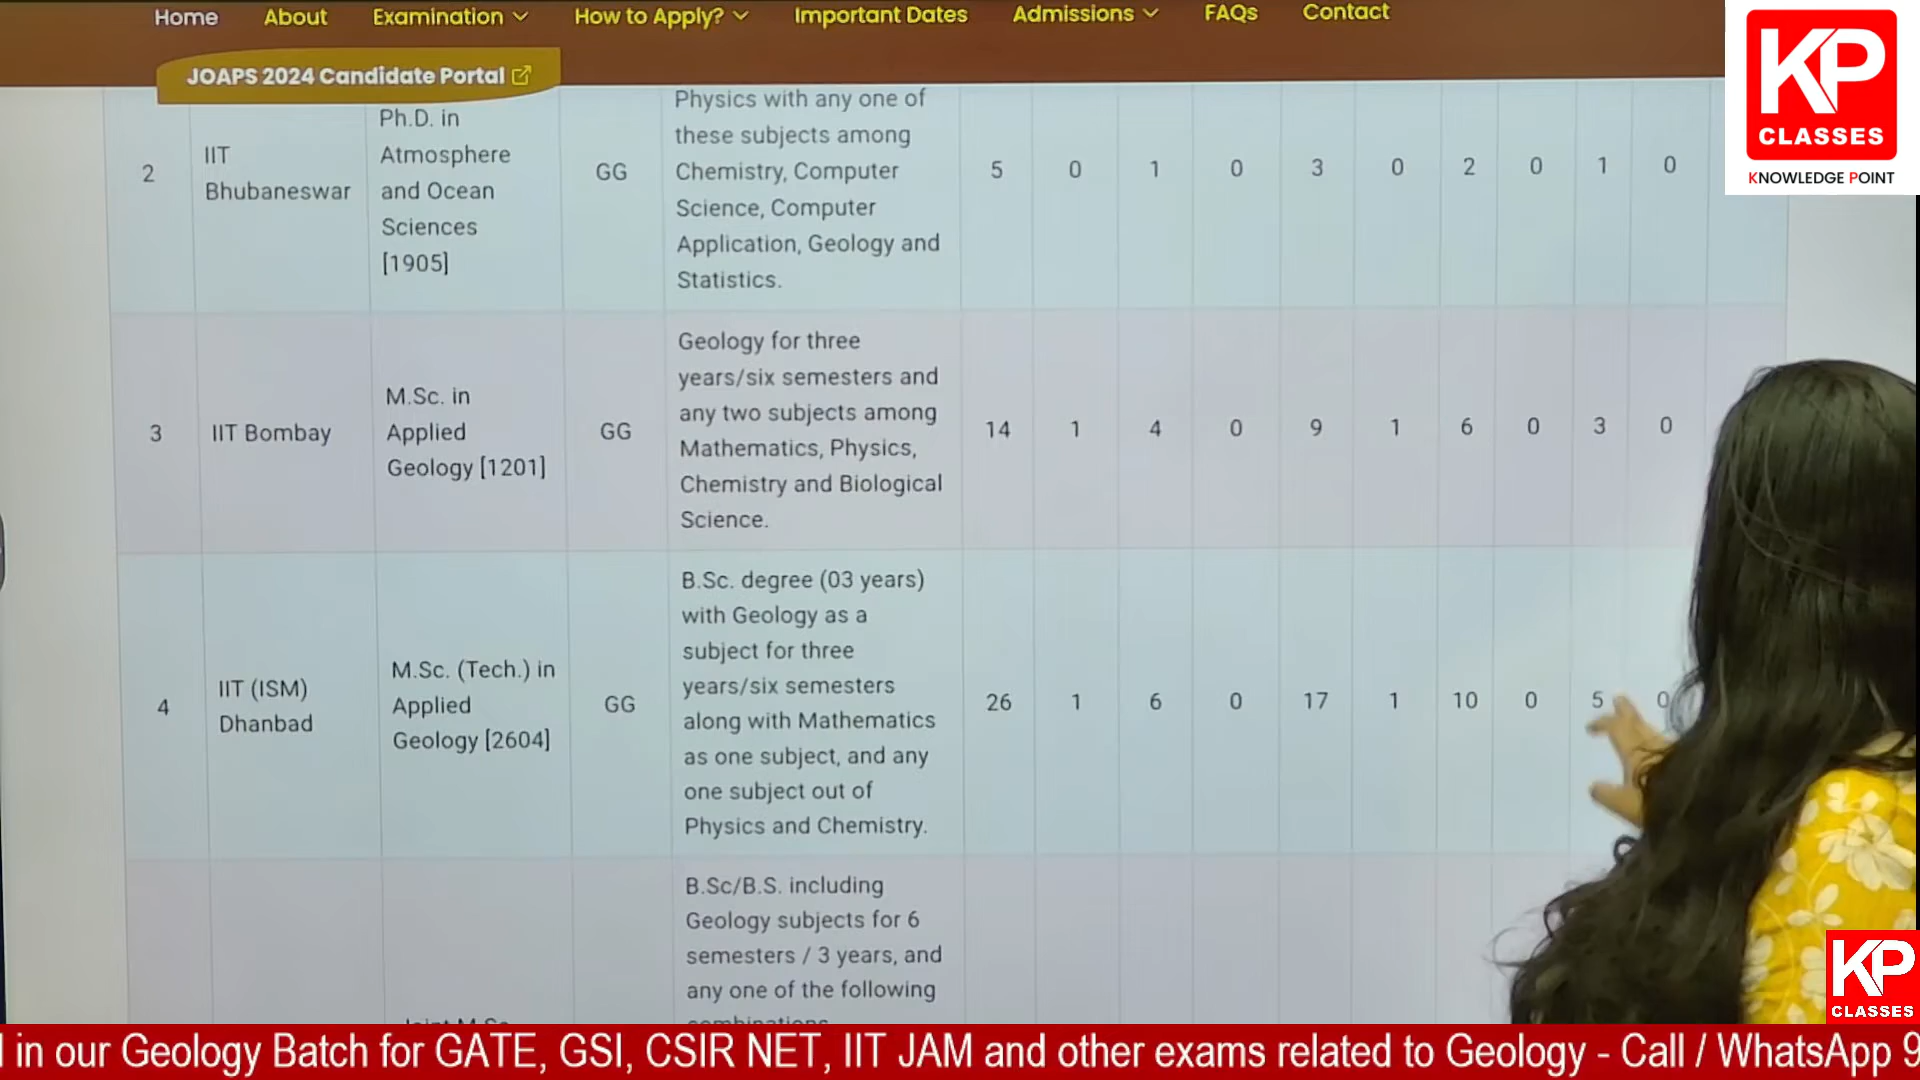 Home About Examination How to Apply? Important Dates Admissions FAQs Contact
JOAPS 2024 Candidate Portal
KP
CLASSES
KNOWLEDGE POINT
2
IIT
Bhubaneswar
Ph.D. in
Atmosphere
and Ocean
Sciences
[1905]
GG
Physics with any one of
these subjects among
Chemistry, Computer
Science, Computer
Application, Geology and
Statistics.
5 0 1 0 3 0 2 0 1 0
3
IIT Bombay
M.Sc. in
Applied
Geology [1201]
GG
Geology for three
years/six semesters and
any two subjects among
Mathematics, Physics,
Chemistry and Biological
Science.
14 1 4 0 9 1 6 0 3 0
4
IIT (ISM)
Dhanbad
M.Sc. (Tech.) in
Applied
Geology [2604]
GG
B.Sc. degree (03 years)
with Geology as a
subject for three
years/six semesters
along with Mathematics
as one subject, and any
one subject out of
Physics and Chemistry.
26 1 6 0 17 1 10 0 5 0
B.Sc/B.S. including
Geology subjects for 6
semesters / 3 years, and
any one of the following
KP
CLASSES
in our Geology Batch for GATE, GSI, CSIR NET, IIT JAM and other exams related to Geology - Call / WhatsApp 9